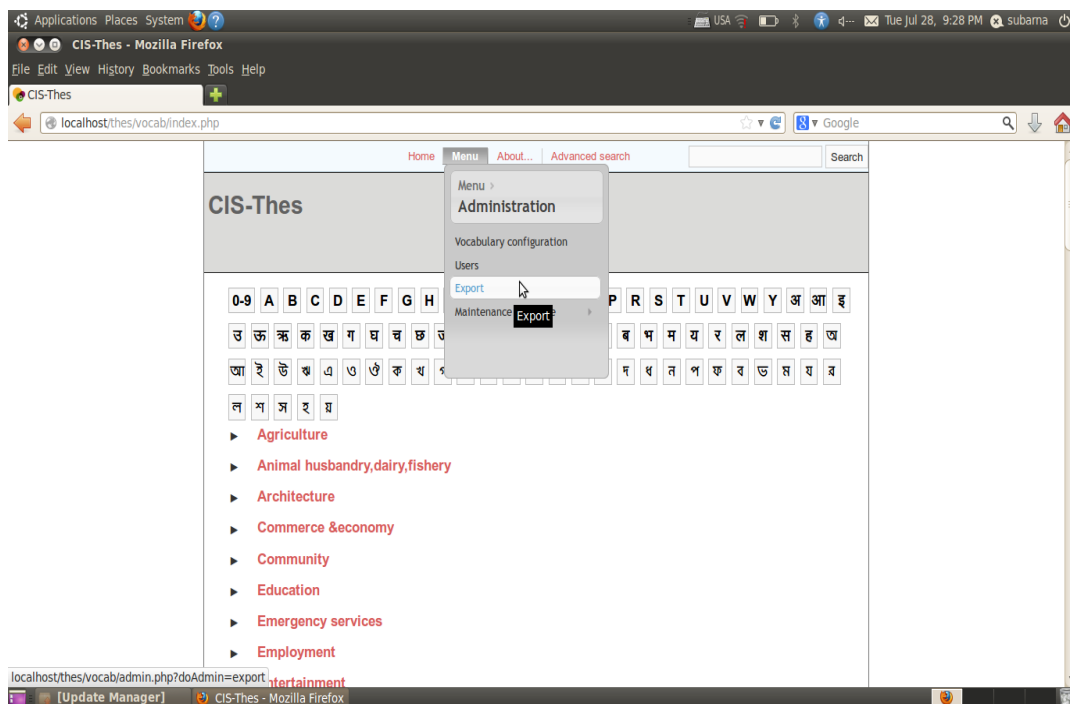 Applications Places System USA Tue Jul 28, 9:28 PM subarna
CIS-Thes - Mozilla Firefox
File Edit View History Bookmarks Tools Help
CIS-Thes
localhost/thes/vocab/index.php Google
Home Menu About... Advanced search Search
Menu ›
Administration
CIS-Thes
Vocabulary configuration
Users
Export
Maintenance
Export
0-9 A B C D E F G H P R S T U V W Y अ आ इ
उ ऊ ऋ क ख ग घ च छ ब भ म य र ल श स ह অ
আ ই উ ঋ এ ও ঔ ক খ দ ধ ন প ফ ব ভ ম য র
ল শ স হ য়
Agriculture
Animal husbandry,dairy,fishery
Architecture
Commerce &economy
Community
Education
Emergency services
Employment
localhost/thes/vocab/admin.php?doAdmin=export
[Update Manager] CIS-Thes - Mozilla Firefox